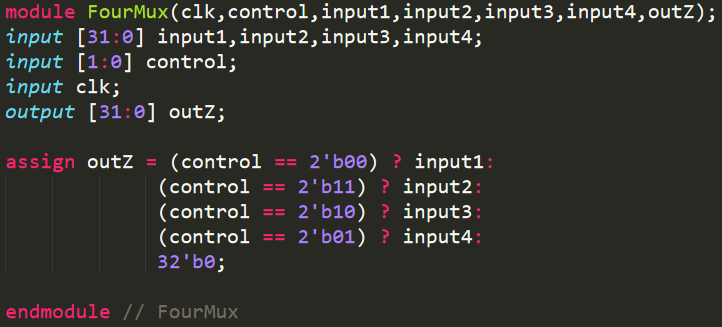 module FourMux(clk,control,input1,input2,input3,input4,outZ);
input [31:0] input1,input2,input3,input4;
input [1:0] control;
input clk;
output [31:0] outZ;
assign outZ = (control == 2'b00) ? input1:
(control == 2'b11) ? input2:
(control == 2'b10) ? input3:
(control == 2'b01) ? input4:
32'b0;
endmodule // FourMux